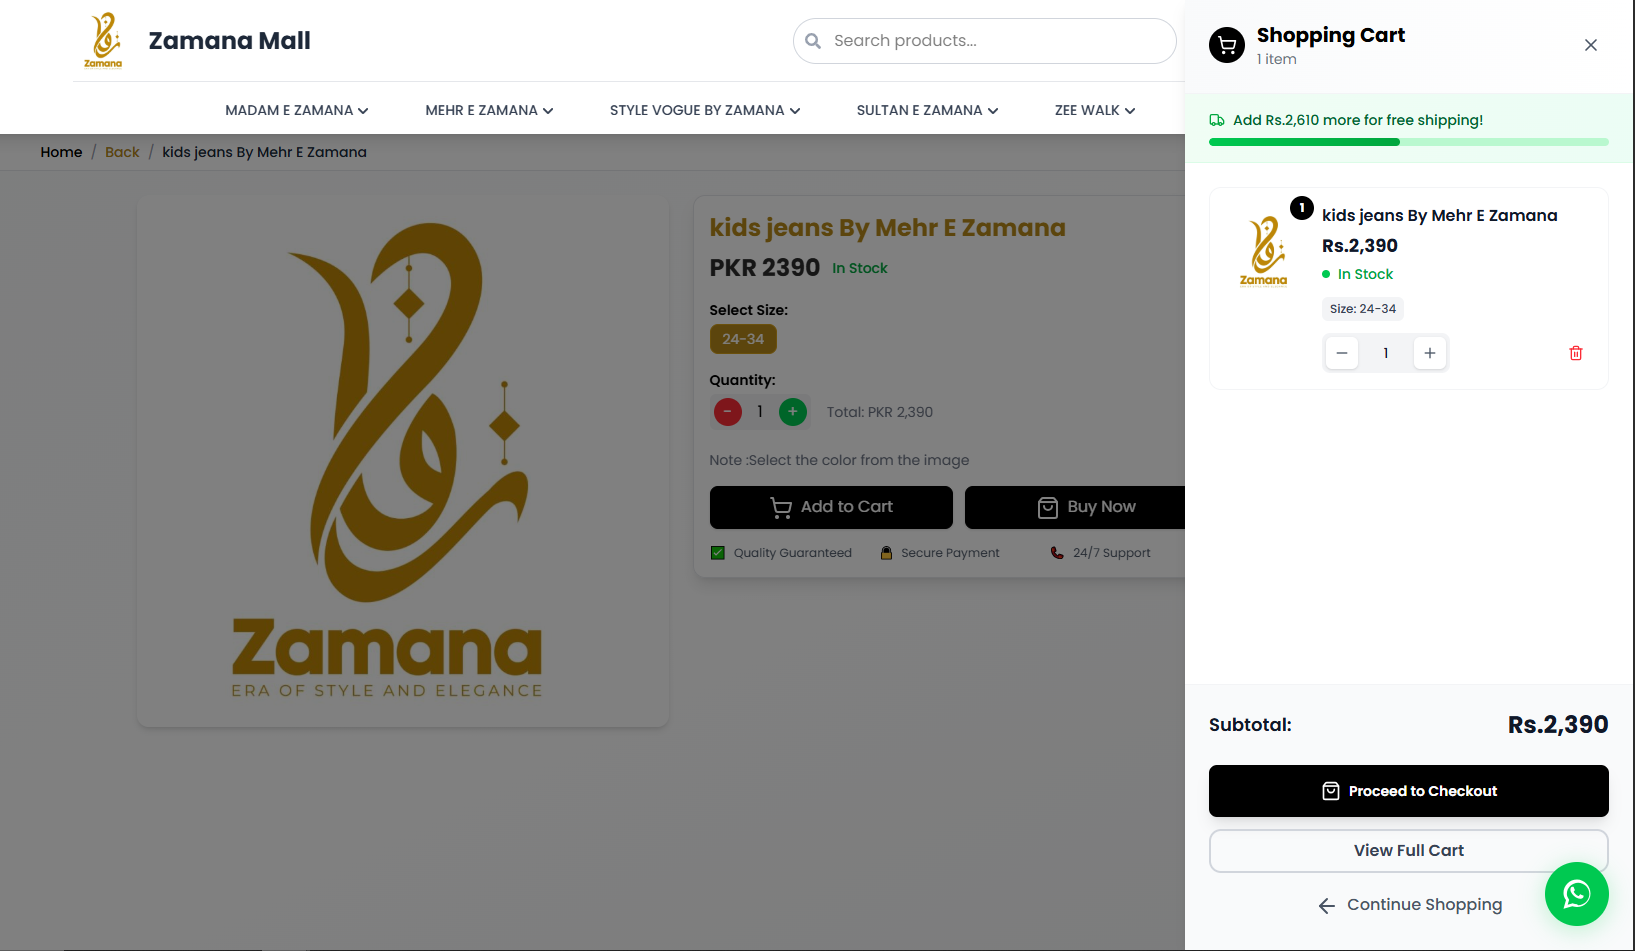 Zamana
Zamana Mall
Search products...
MADAM E ZAMANA
MEHR E ZAMANA
STYLE VOGUE BY ZAMANA
SULTAN E ZAMANA
ZEE WALK
Home / Back / kids jeans By Mehr E Zamana
Zamana
ERA OF STYLE AND ELEGANCE
kids jeans By Mehr E Zamana
PKR 2390 In Stock
Select Size:
24-34
Quantity:
- 1 + Total: PKR 2,390
Note :Select the color from the image
Add to Cart
Buy Now
Quality Guaranteed
Secure Payment
24/7 Support
Shopping Cart
1 item
Add Rs.2,610 more for free shipping!
Zamana
1
kids jeans By Mehr E Zamana
Rs.2,390
In Stock
Size: 24-34
− 1 +
Subtotal: Rs.2,390
Proceed to Checkout
View Full Cart
Continue Shopping